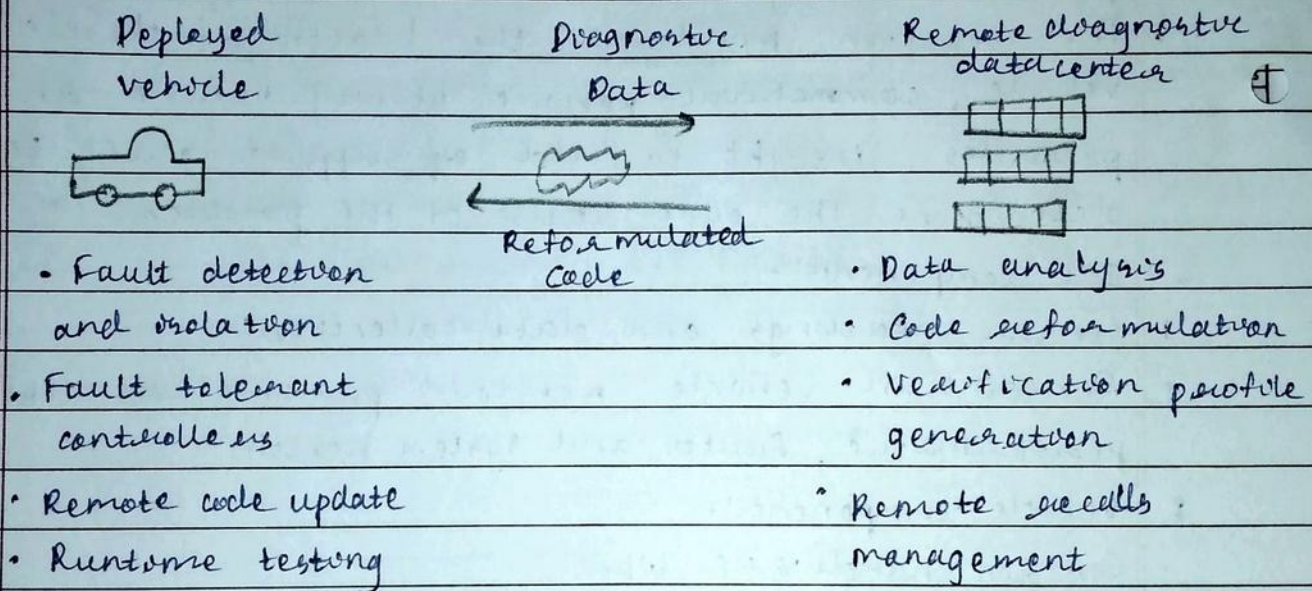 Deployed
vehicle
Diagnostic
Data
Remote diagnostic
datacenter
Reformulated
Code
• Fault detection
and isolation
• Fault tolerant
controllers
• Remote code update
• Runtime testing
• Data analysis
• Code reformulation
• Verification profile
generation
• Remote recalls
management